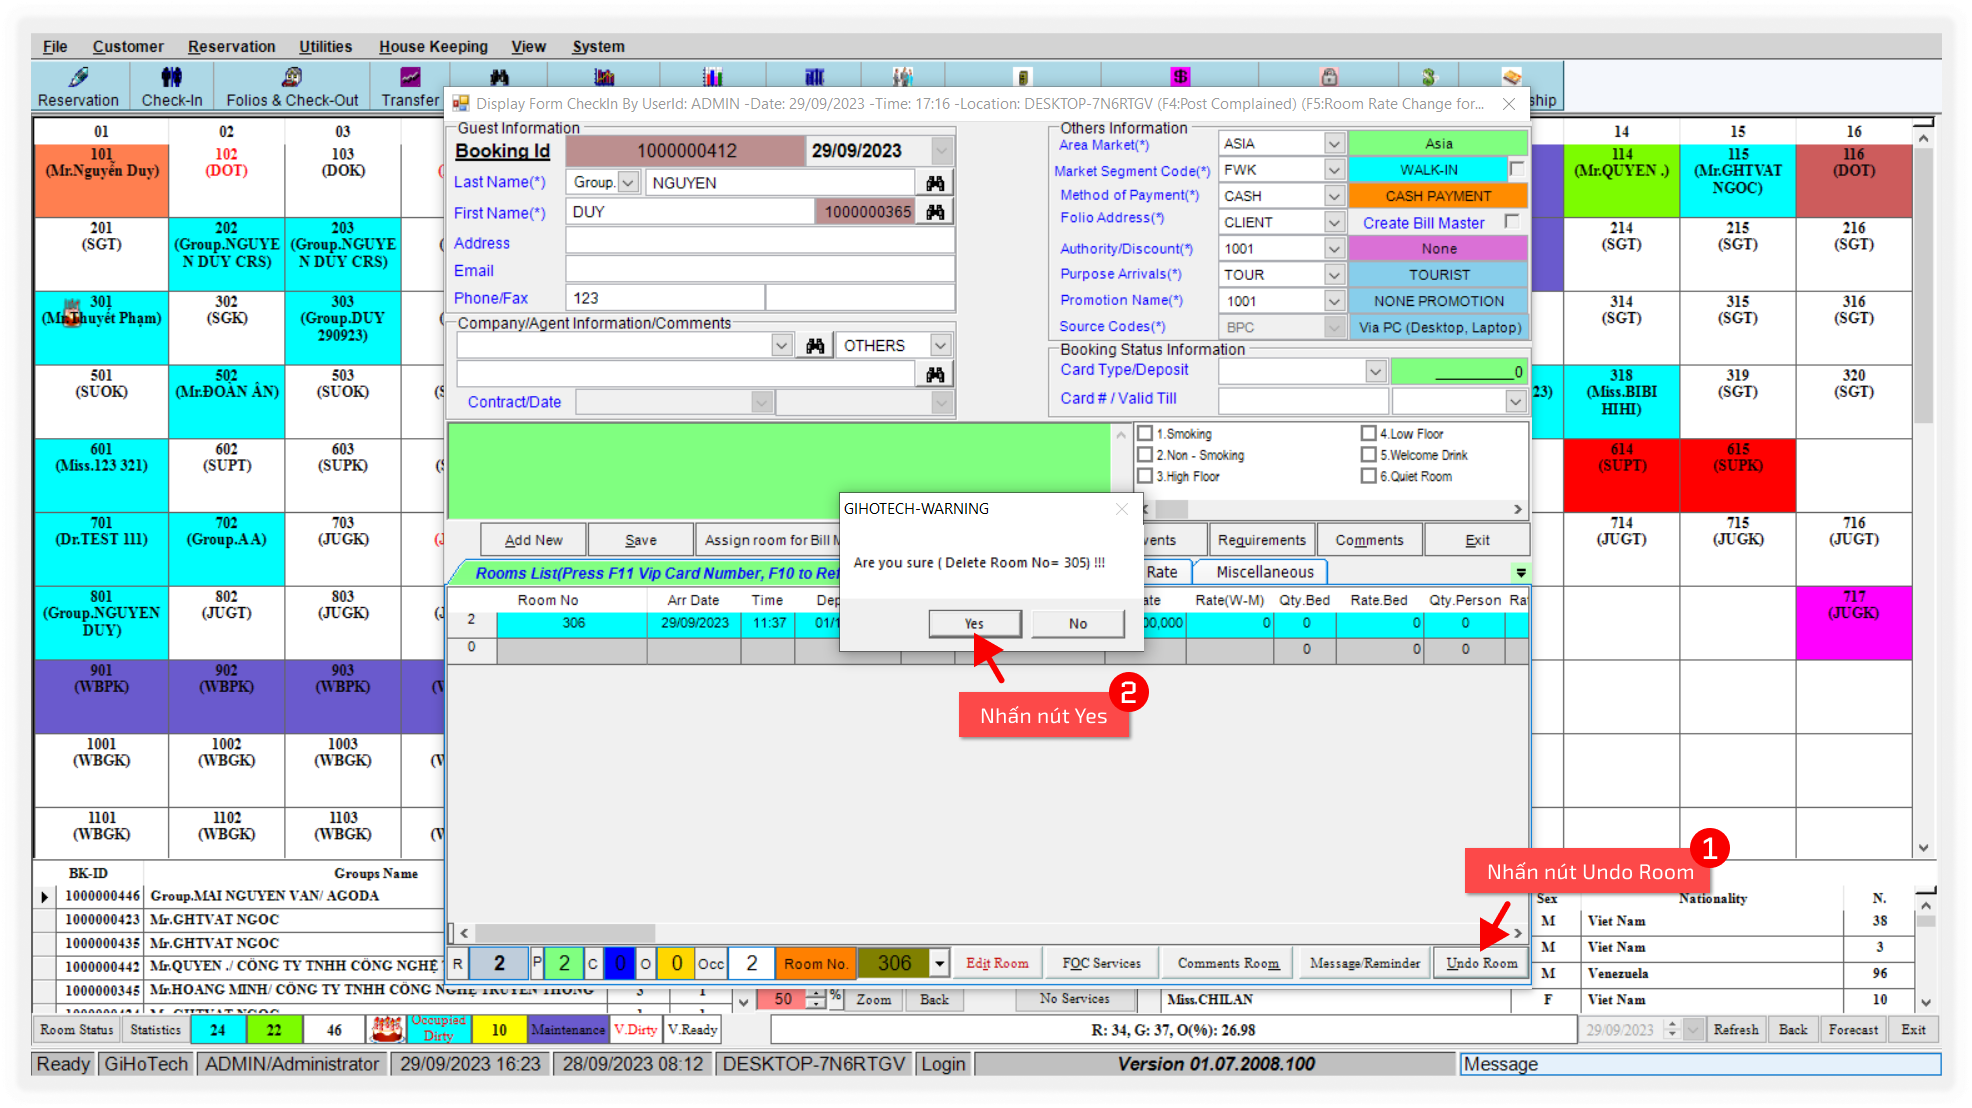 File Customer Reservation Utilities House Keeping View System
Reservation Check-In Folios & Check-Out Transfer ship
Display Form CheckIn By UserId: ADMIN -Date: 29/09/2023 -Time: 17:16 -Location: DESKTOP-7N6RTGV (F4:Post Complained) (F5:Room Rate Change for...
01 02 03 14 15 16
101 102 103 114 115 116
(Mr.Nguyễn Duy) (DOT) (DOK) (Mr.QUYEN .) (Mr.GHTVAT NGOC) (DOT)
201 202 203 214 215 216
(SGT) (Group.NGUYEN DUY CRS) (Group.NGUYEN DUY CRS) (SGT) (SGT) (SGT)
301 302 303 314 315 316
(Mr.Thuyết Phạm) (SGK) (Group.DUY 290923) (SGT) (SGT) (SGT)
501 502 503 318 319 320
(SUOK) (Mr.ĐOÀN ÂN) (SUOK) 23) (Miss.BIBI HIHI) (SGT) (SGT)
601 602 603 614 615
(Miss.123 321) (SUPT) (SUPK) (SUPT) (SUPK)
701 702 703 714 715 716
(Dr.TEST 111) (Group.AA) (JUGK) (JUGT) (JUGK) (JUGT)
801 802 803 717
(Group.NGUYEN DUY) (JUGT) (JUGK) (JUGK)
901 902 903
(WBPK) (WBPK) (WBPK)
1001 1002 1003
(WBGK) (WBGK) (WBGK)
1101 1102 1103
(WBGK) (WBGK) (WBGK)
Guest Information
Booking Id 1000000412 29/09/2023
Last Name(*) Group. NGUYEN
First Name(*) DUY 1000000365
Address
Email
Phone/Fax 123
Company/Agent Information/Comments
OTHERS
Contract/Date
Others Information
Area Market(*) ASIA Asia
Market Segment Code(*) FWK WALK-IN
Method of Payment(*) CASH CASH PAYMENT
Folio Address(*) CLIENT Create Bill Master
Authority/Discount(*) 1001 None
Purpose Arrivals(*) TOUR TOURIST
Promotion Name(*) 1001 NONE PROMOTION
Source Codes(*) BPC Via PC (Desktop, Laptop)
Booking Status Information
Card Type/Deposit 0
Card # / Valid Till
1.Smoking 4.Low Floor
2.Non - Smoking 5.Welcome Drink
3.High Floor 6.Quiet Room
Add New Save Assign room for Bill M vents Requirements Comments Exit
Rooms List(Press F11 Vip Card Number, F10 to Ref Rate Miscellaneous
Room No Arr Date Time Dep ate Rate(W-M) Qty.Bed Rate.Bed Qty.Person Ra
2 306 29/09/2023 11:37 01/1 00,000 0 0 0 0
0 0 0 0
GIHOTECH-WARNING
Are you sure ( Delete Room No= 305) !!!
Yes No
2
Nhấn nút Yes
1
Nhấn nút Undo Room
R 2 P 2 C 0 O 0 Occ 2 Room No. 306 Edit Room FOC Services Comments Room Message/Reminder Undo Room
BK-ID Groups Name
1000000446 Group.MAI NGUYEN VAN/ AGODA
1000000423 Mr.GHTVAT NGOC
1000000435 Mr.GHTVAT NGOC
1000000442 Mr.QUYEN ./ CÔNG TY TNHH CÔNG NGHỆ
1000000345 Mr.HOANG MINH/ CÔNG TY TNHH CÔNG NGHỆ TRUYỀN THÔNG 3 1
50 % Zoom Back No Services Miss.CHILAN
Sex Nationality N.
M Viet Nam 38
M Viet Nam 3
M Venezuela 96
F Viet Nam 10
Room Status Statistics 24 22 46 Occupied Dirty 10 Maintenance V.Dirty V.Ready R: 34, G: 37, O(%): 26.98 29/09/2023 Refresh Back Forecast Exit
Ready GiHoTech ADMIN/Administrator 29/09/2023 16:23 28/09/2023 08:12 DESKTOP-7N6RTGV Login Version 01.07.2008.100 Message